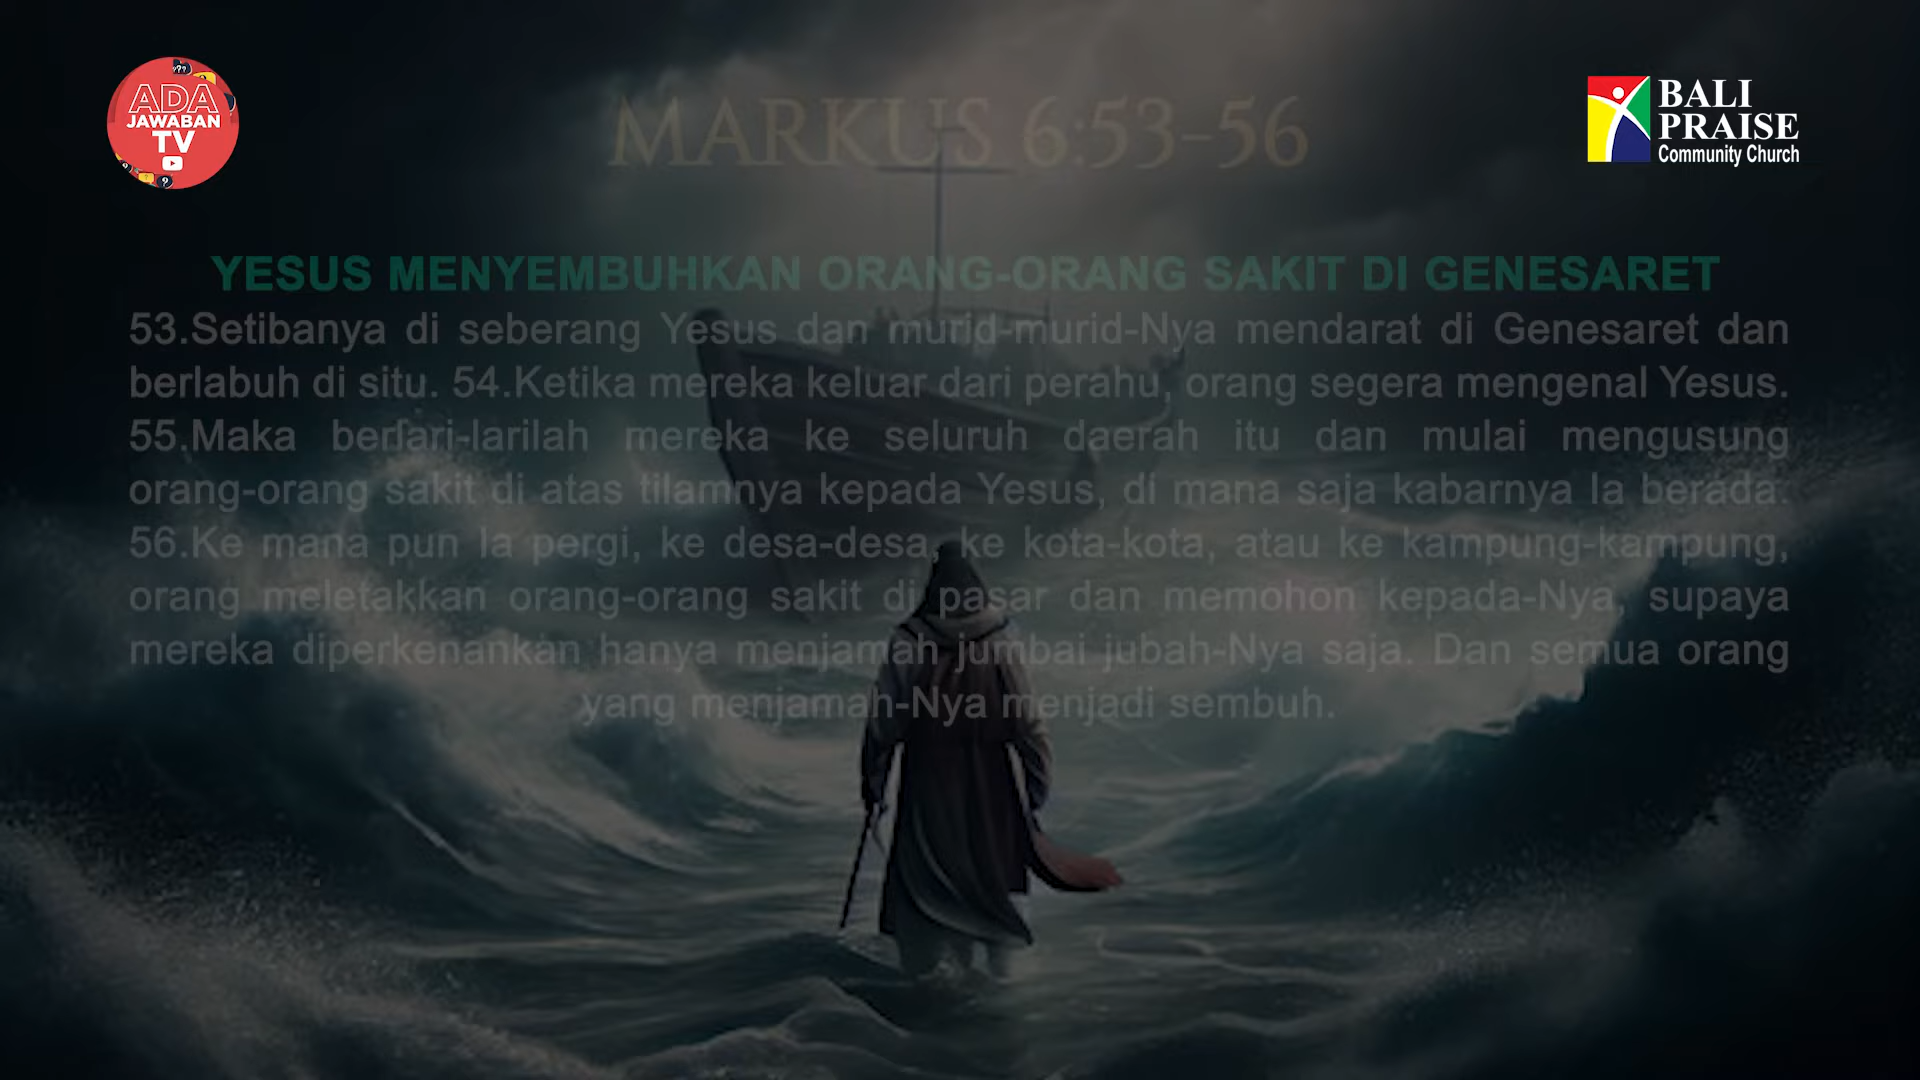 ADA
JAWABAN
TV
BALI
PRAISE
Community Church
MARKUS 6:53-56
YESUS MENYEMBUHKAN ORANG-ORANG SAKIT DI GENESARET
53.Setibanya di seberang Yesus dan murid-murid-Nya mendarat di Genesaret dan
berlabuh di situ. 54.Ketika mereka keluar dari perahu, orang segera mengenal Yesus.
55.Maka berlari-larilah mereka ke seluruh daerah itu dan mulai mengusung
orang-orang sakit di atas tilamnya kepada Yesus, di mana saja kabarnya Ia berada.
56.Ke mana pun Ia pergi, ke desa-desa, ke kota-kota, atau ke kampung-kampung,
orang meletakkan orang-orang sakit di pasar dan memohon kepada-Nya, supaya
mereka diperkenankan hanya menjamah jumbai jubah-Nya saja. Dan semua orang
yang menjamah-Nya menjadi sembuh.